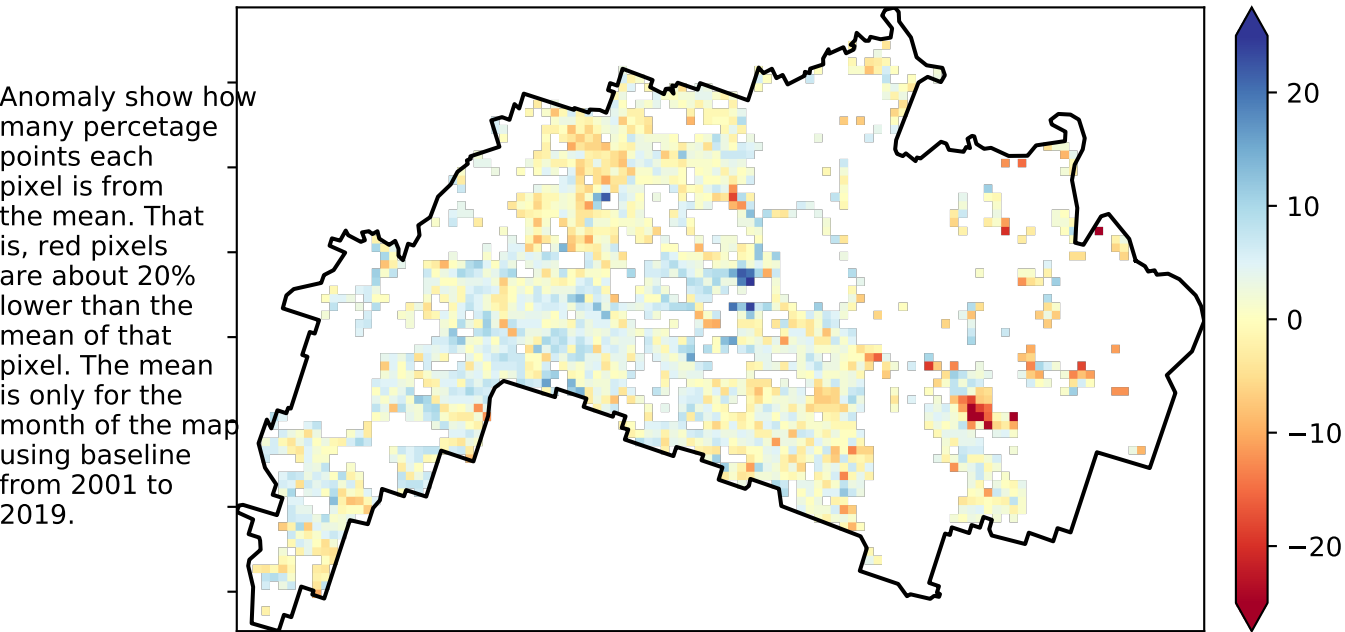 Anomaly show how
many percetage
points each
pixel is from
the mean. That
is, red pixels
are about 20%
lower than the
mean of that
pixel. The mean
is only for the
month of the map
using baseline
from 2001 to
2019.
20
10
0
−10
−20